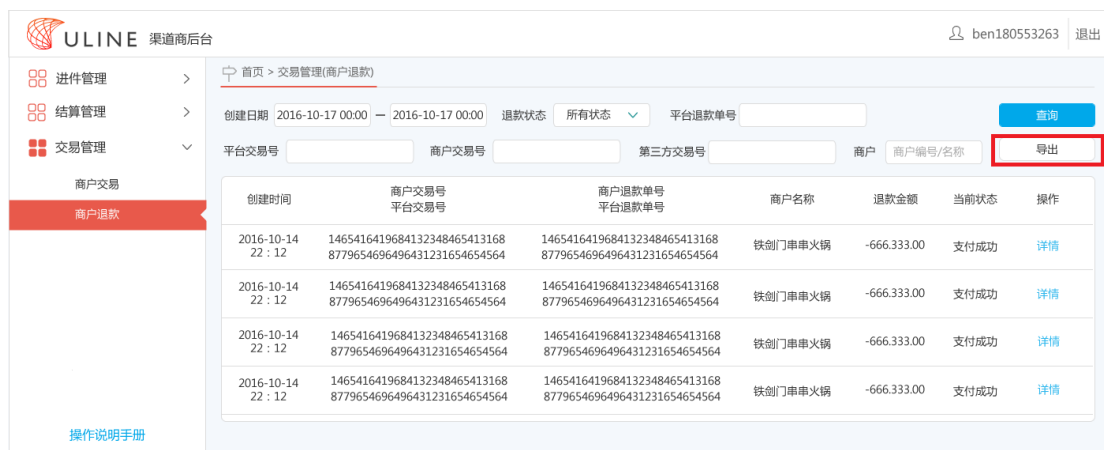 ULINE 渠道商后台
ben180553263 退出
进件管理
结算管理
交易管理
商户交易
商户退款
操作说明手册
首页 > 交易管理(商户退款)
创建日期 2016-10-17 00:00 — 2016-10-17 00:00 退款状态 所有状态 平台退款单号 查询
平台交易号 商户交易号 第三方交易号 商户 商户编号/名称 导出
创建时间 商户交易号 平台交易号 商户退款单号 平台退款单号 商户名称 退款金额 当前状态 操作
2016-10-14 1465416419684132348465413168 1465416419684132348465413168
22：12 8779654696496431231654654564 8779654696496431231654654564 铁剑门串串火锅 -666.333.00 支付成功 详情
2016-10-14 1465416419684132348465413168 1465416419684132348465413168
22：12 8779654696496431231654654564 8779654696496431231654654564 铁剑门串串火锅 -666.333.00 支付成功 详情
2016-10-14 1465416419684132348465413168 1465416419684132348465413168
22：12 8779654696496431231654654564 8779654696496431231654654564 铁剑门串串火锅 -666.333.00 支付成功 详情
2016-10-14 1465416419684132348465413168 1465416419684132348465413168
22：12 8779654696496431231654654564 8779654696496431231654654564 铁剑门串串火锅 -666.333.00 支付成功 详情